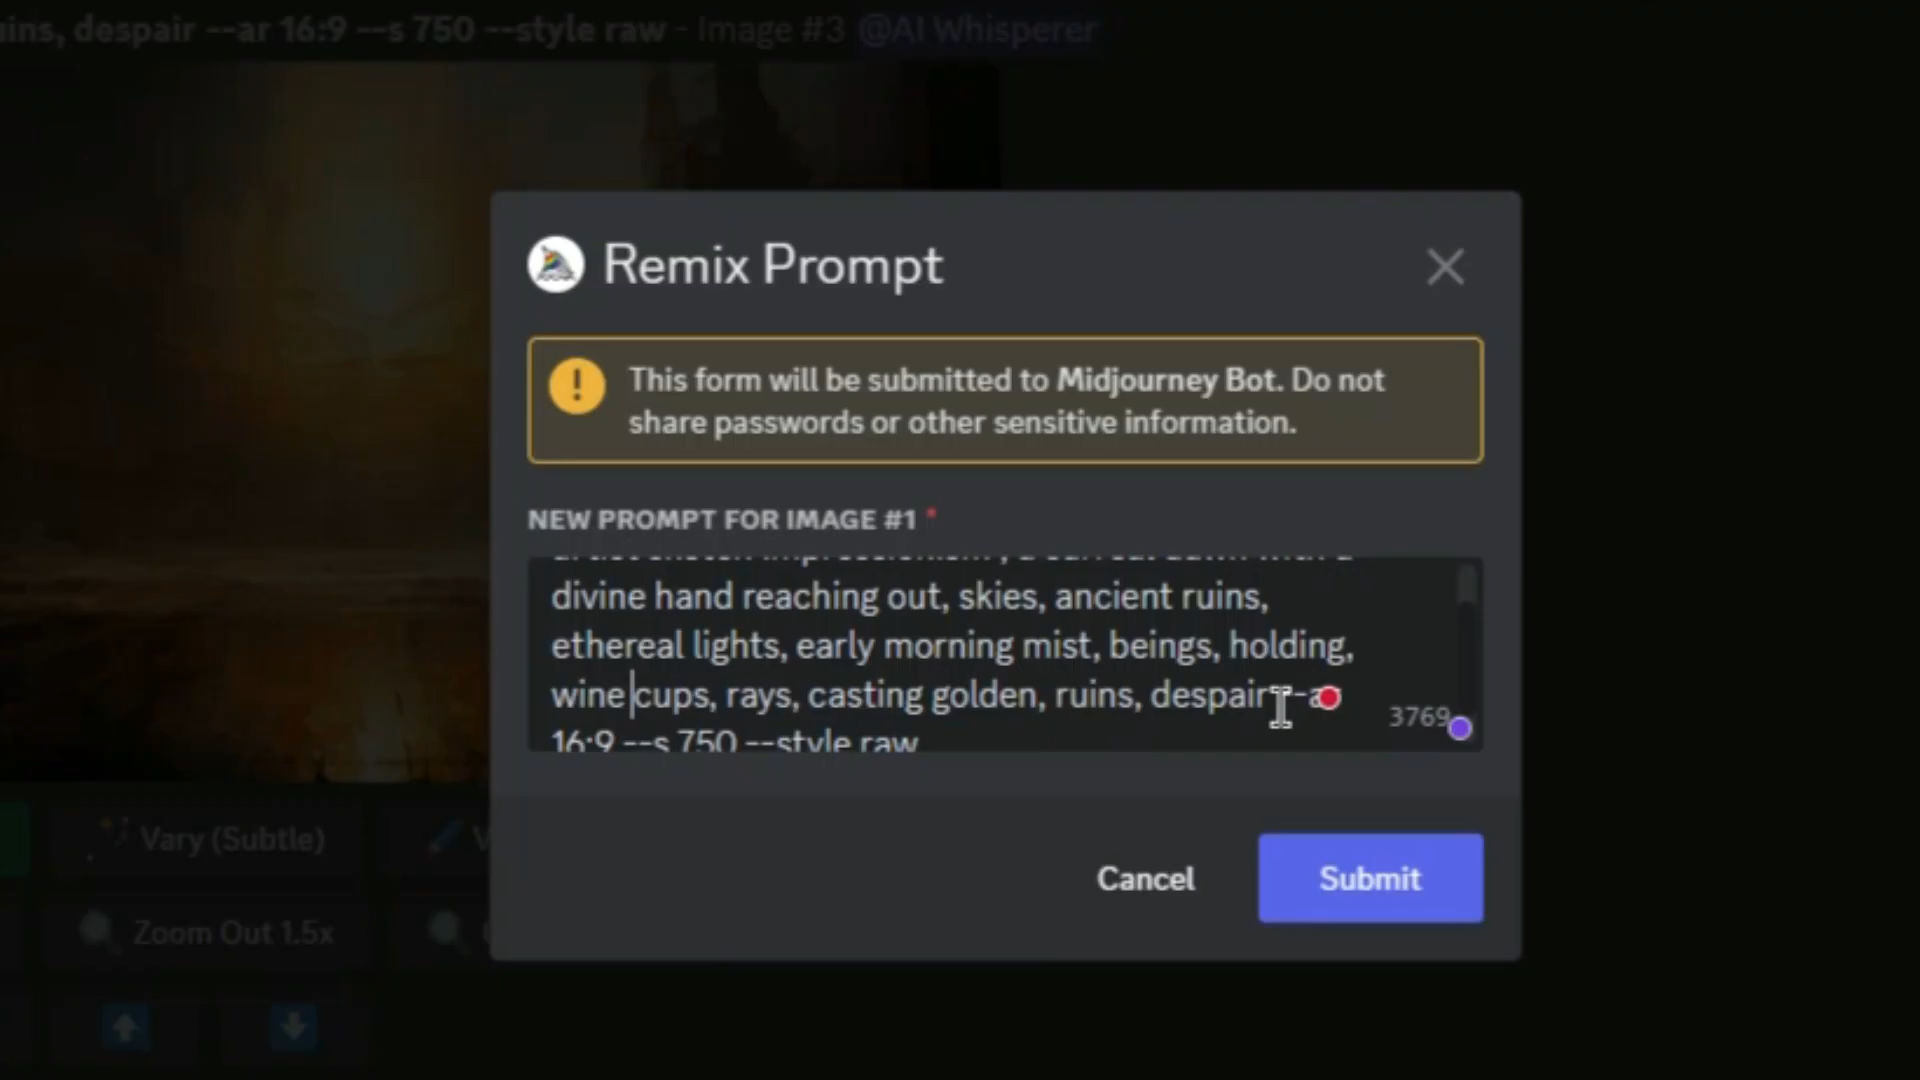 ins, despair --ar 16:9 --s 750 --style raw - Image #3 @AI Whisperer
Remix Prompt
This form will be submitted to Midjourney Bot. Do not
share passwords or other sensitive information.
NEW PROMPT FOR IMAGE #1 *
divine hand reaching out, skies, ancient ruins,
ethereal lights, early morning mist, beings, holding,
wine cups, rays, casting golden, ruins, despair --ar
16:9 --s 750 --style raw
3769
Vary (Subtle)
V
Cancel
Submit
Zoom Out 1.5x